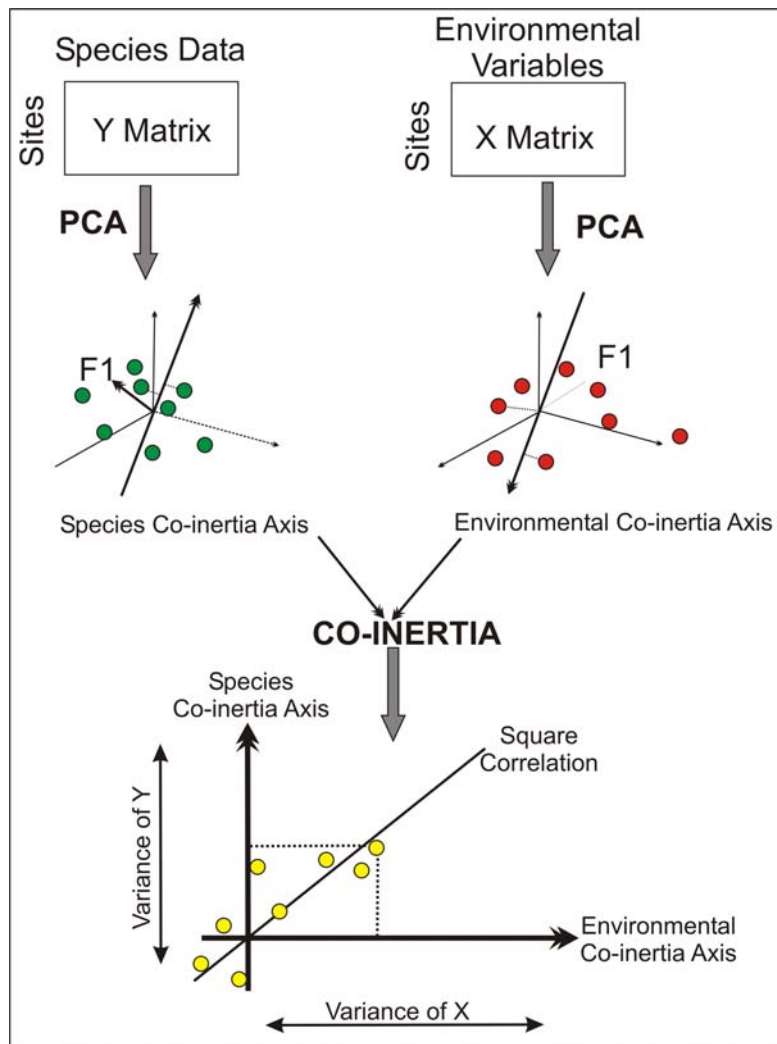 Species Data
Environmental
Variables
Sites
Y Matrix
Sites
X Matrix
PCA
PCA
F1
F1
Species Co-inertia Axis
Environmental Co-inertia Axis
CO-INERTIA
Species
Co-inertia Axis
Square
Correlation
Variance of Y
Environmental
Co-inertia Axis
Variance of X